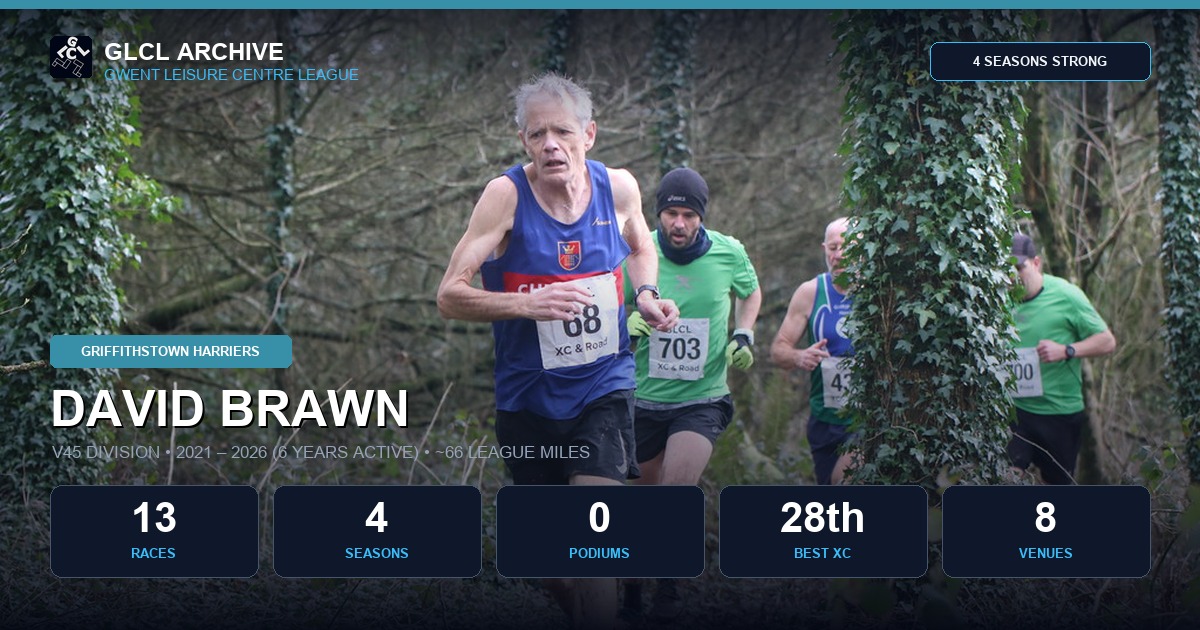 GLCL ARCHIVE
GWENT LEISURE CENTRE LEAGUE
4 SEASONS STRONG
68
XC & Road
GLCL
703
XC & Road
GRIFFITHSTOWN HARRIERS
DAVID BRAWN
V45 DIVISION • 2021 – 2026 (6 YEARS ACTIVE) • ~66 LEAGUE MILES
13
RACES
4
SEASONS
0
PODIUMS
28th
BEST XC
8
VENUES